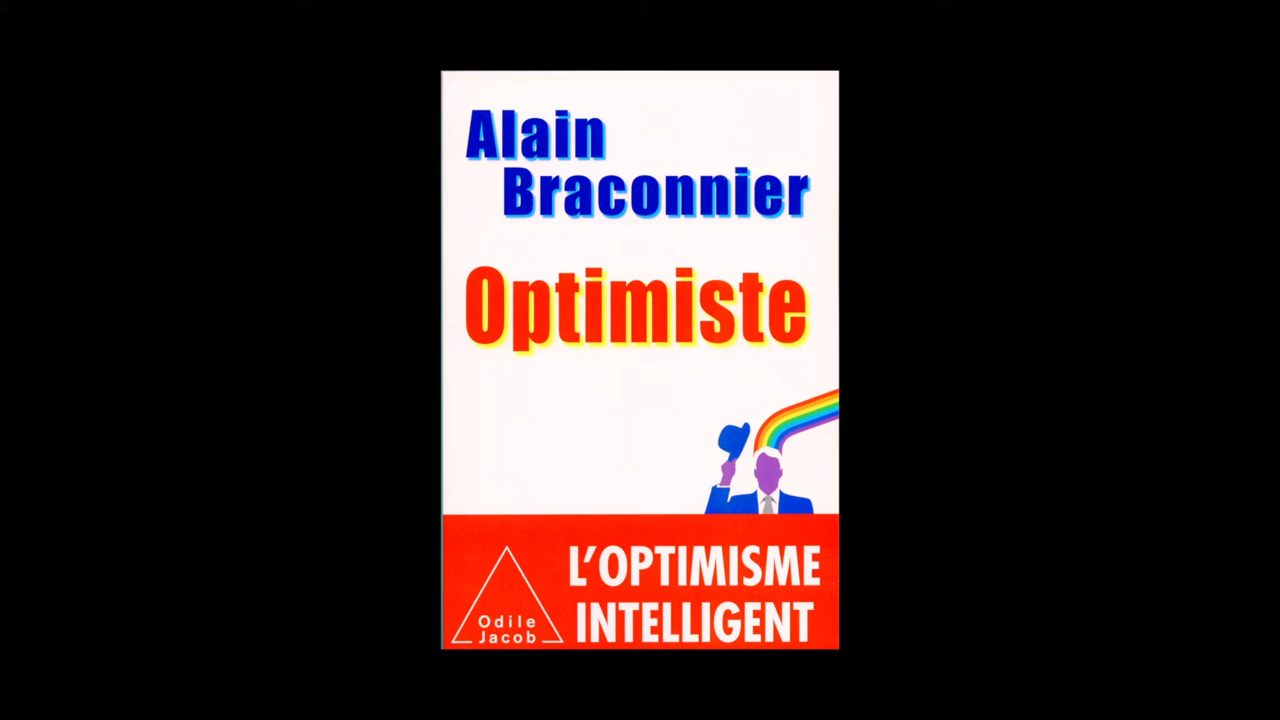 Alain
Braconnier
Optimiste
L'OPTIMISME
INTELLIGENT
Odile
Jacob